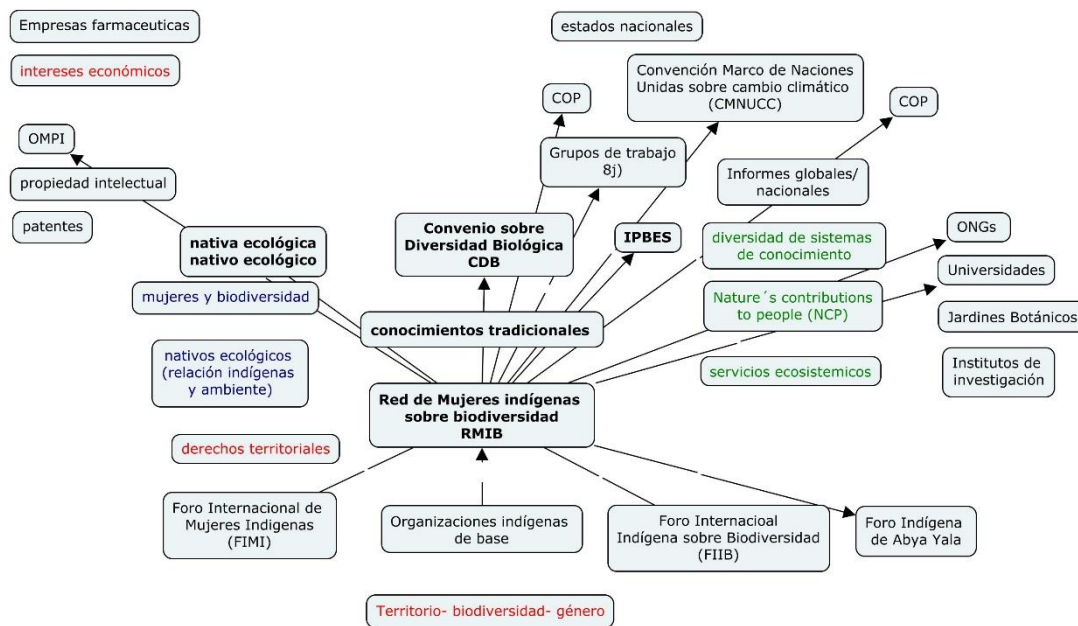 Empresas farmaceuticas
estados nacionales
intereses económicos
Convención Marco de Naciones
Unidas sobre cambio climático
(CMNUCC)
COP
COP
OMPI
Grupos de trabajo
8j)
propiedad intelectual
Informes globales/
nacionales
patentes
nativa ecológica
nativo ecológico
Convenio sobre
Diversidad Biológica
CDB
IPBES
diversidad de sistemas
de conocimiento
ONGs
Universidades
mujeres y biodiversidad
Nature´s contributions
to people (NCP)
Jardines Botánicos
conocimientos tradicionales
nativos ecológicos
(relación indígenas
y ambiente)
servicios ecosistemicos
Institutos de
investigación
Red de Mujeres indígenas
sobre biodiversidad
RMIB
derechos territoriales
Foro Internacional de
Mujeres Indigenas
(FIMI)
Organizaciones indígenas
de base
Foro Internacioal
Indígena sobre Biodiversidad
(FIIB)
Foro Indígena
de Abya Yala
Territorio- biodiversidad- género